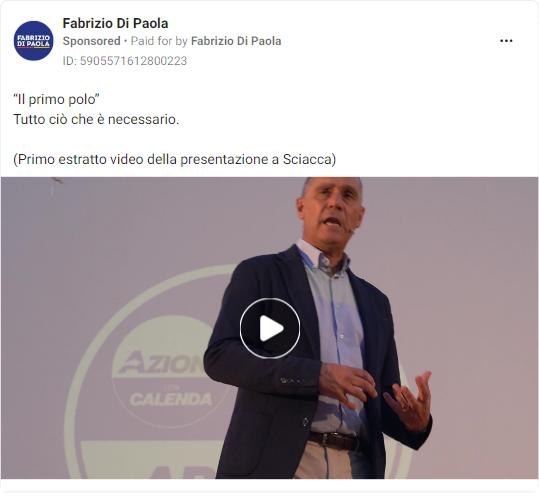 FABRIZIO
DI PAOLA
Fabrizio Di Paola
Sponsored • Paid for by Fabrizio Di Paola
ID: 5905571612800223
“Il primo polo”
Tutto ciò che è necessario.
(Primo estratto video della presentazione a Sciacca)
AZION
CON
CALENDA